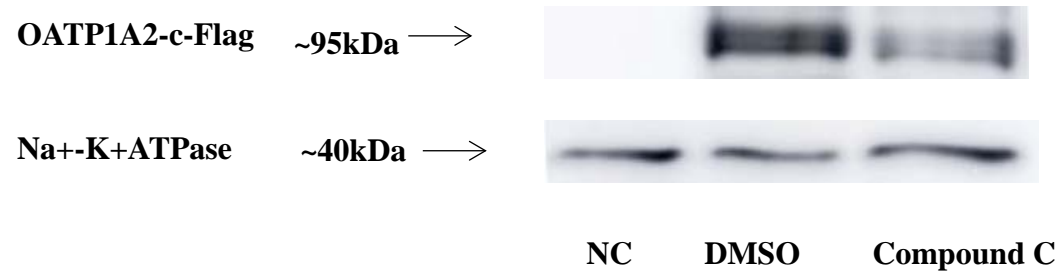 OATP1A2-c-Flag ~95kDa
Na+-K+ATPase ~40kDa
NC DMSO Compound C